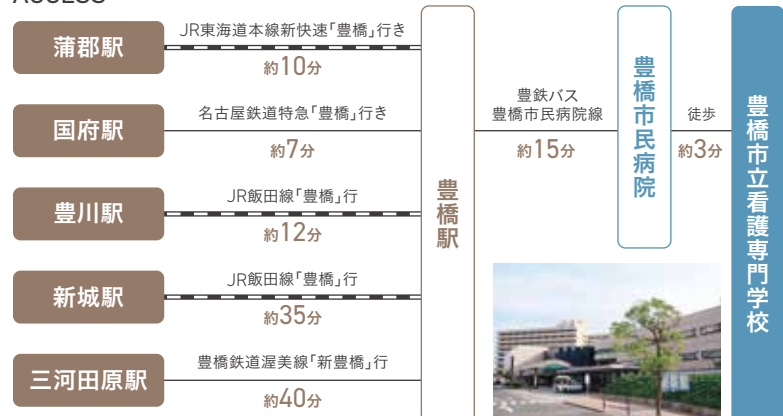 蒲郡駅
JR東海道本線新快速「豊橋」行き
約10分
国府駅
名古屋鉄道特急「豊橋」行き
約7分
豊川駅
JR飯田線「豊橋」行
約12分
新城駅
JR飯田線「豊橋」行
約35分
三河田原駅
豊橋鉄道渥美線「新豊橋」行
約40分
豊橋駅
豊鉄バス
豊橋市民病院線
約15分
豊橋市民病院
徒歩
約3分
豊橋市立看護専門学校